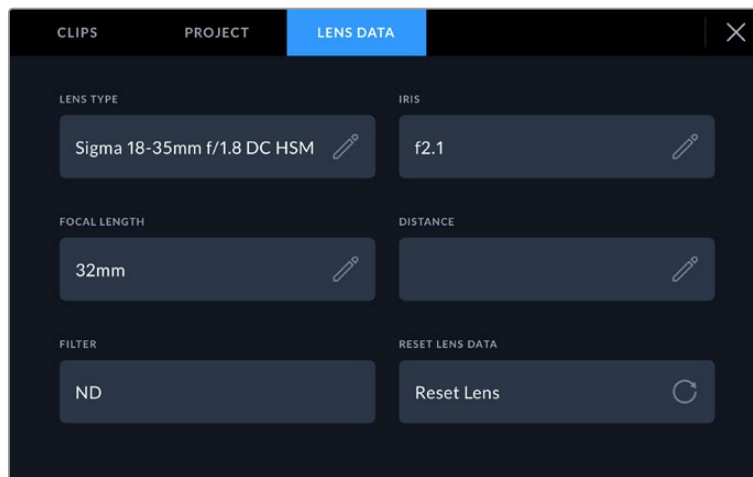 CLIPS PROJECT LENS DATA
LENS TYPE IRIS
Sigma 18-35mm f/1.8 DC HSM f2.1
FOCAL LENGTH DISTANCE
32mm
FILTER RESET LENS DATA
ND Reset Lens